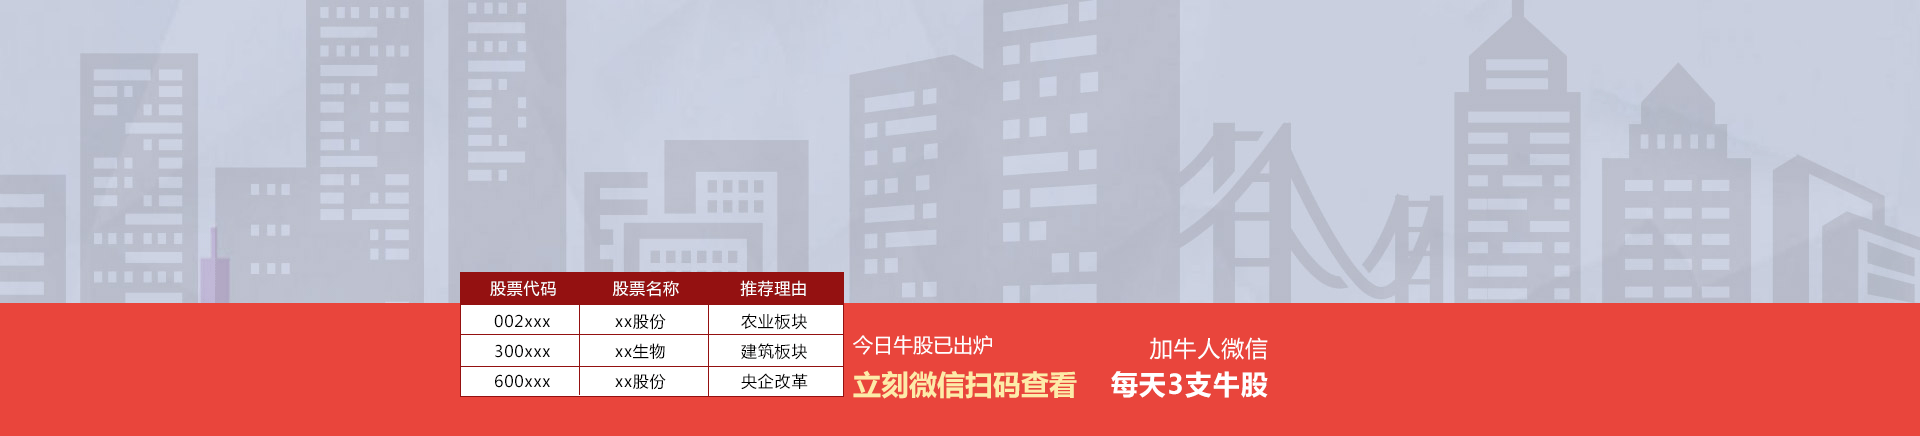 股票代码 股票名称 推荐理由
002xxx xx股份 农业板块
300xxx xx生物 建筑板块
600xxx xx股份 央企改革
今日牛股已出炉
立刻微信扫码查看
加牛人微信
每天3支牛股